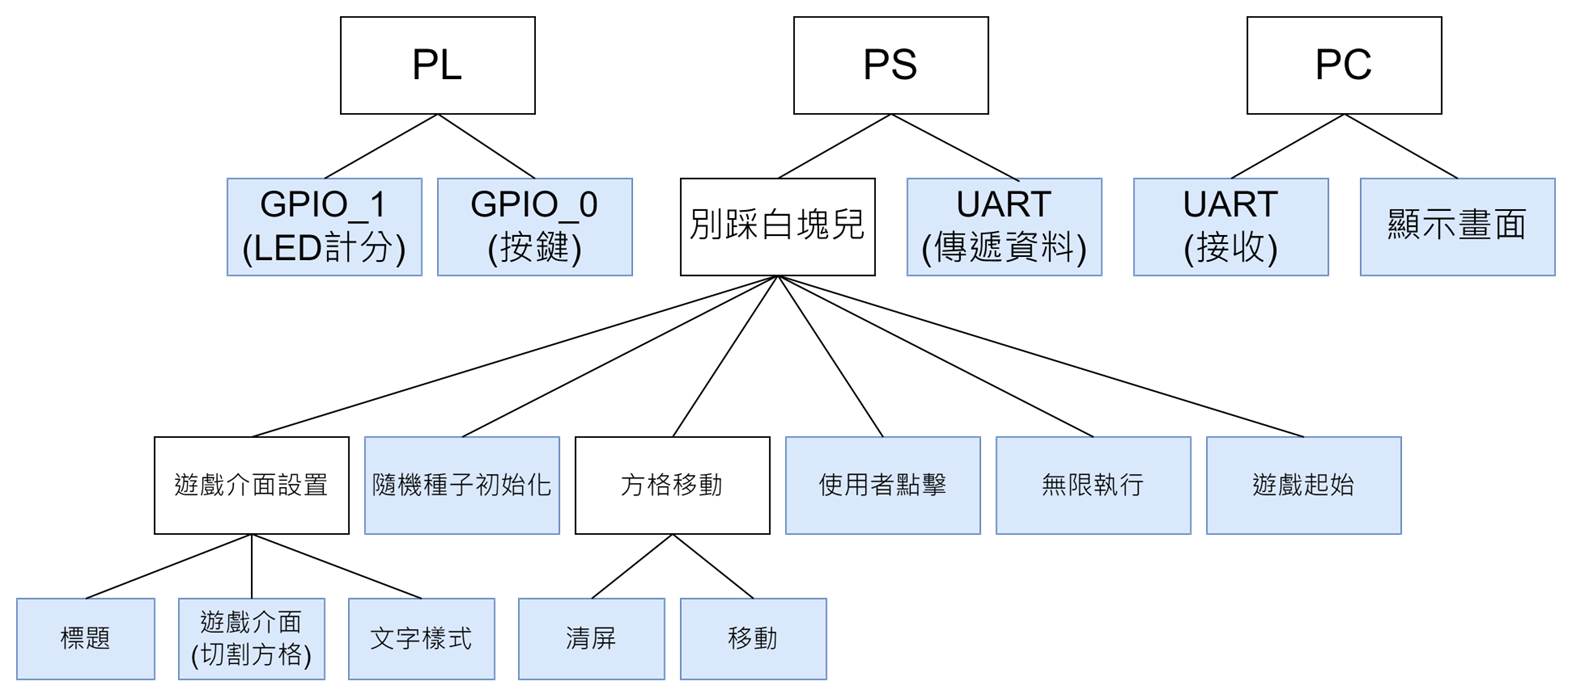 PL
PS
PC
GPIO_1
(LED計分)
GPIO_0
(按鍵)
別踩白塊兒
UART
(傳遞資料)
UART
(接收)
顯示畫面
遊戲介面設置
隨機種子初始化
方格移動
使用者點擊
無限執行
遊戲起始
標題
遊戲介面
(切割方格)
文字樣式
清屏
移動